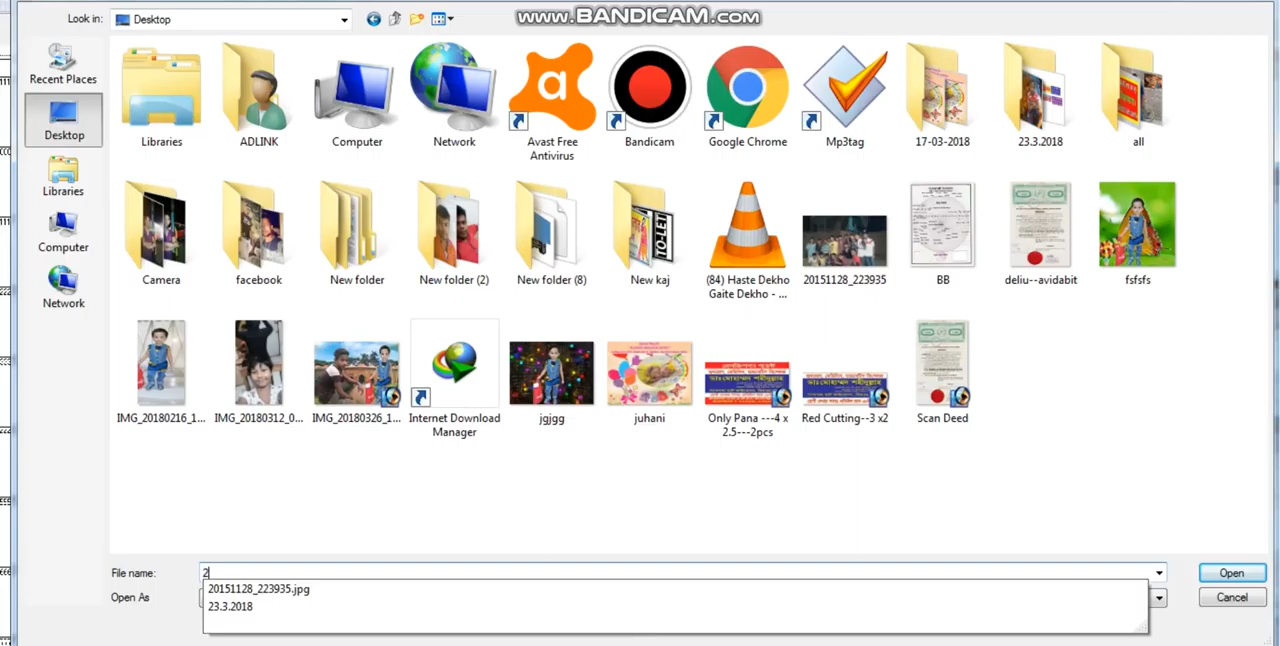 Look in:
Desktop
www.BANDICAM.com
Recent Places
Desktop
Libraries
Computer
Network
Libraries
ADLINK
Computer
Network
Avast Free
Antivirus
Bandicam
Google Chrome
Mp3tag
17-03-2018
23.3.2018
all
Camera
facebook
New folder
New folder (2)
New folder (8)
TO-LET
New kaj
(84) Haste Dekho
Gaite Dekho - ...
20151128_223935
BB
deliu--avidabit
fsfsfs
IMG_20180216_1...
IMG_20180312_0...
IMG_20180326_1...
Internet Download
Manager
jgjgg
juhani
Only Pana ---4 x
2.5---2pcs
Red Cutting--3 x2
Scan Deed
File name:
2
Open
20151128_223935.jpg
23.3.2018
Open As
Cancel